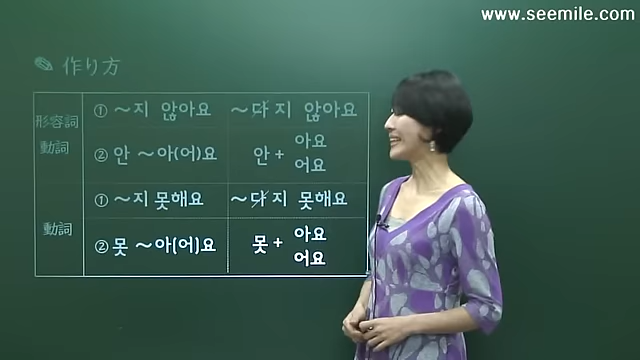 www.seemile.com
作り方
形容詞
動詞
① ～지 않아요 ～다지 않아요
② 안 ～아(어)요 안 + 아요
어요
① ～지 못해요 ～다지 못해요
動詞
② 못 ～아(어)요 못 + 아요
어요